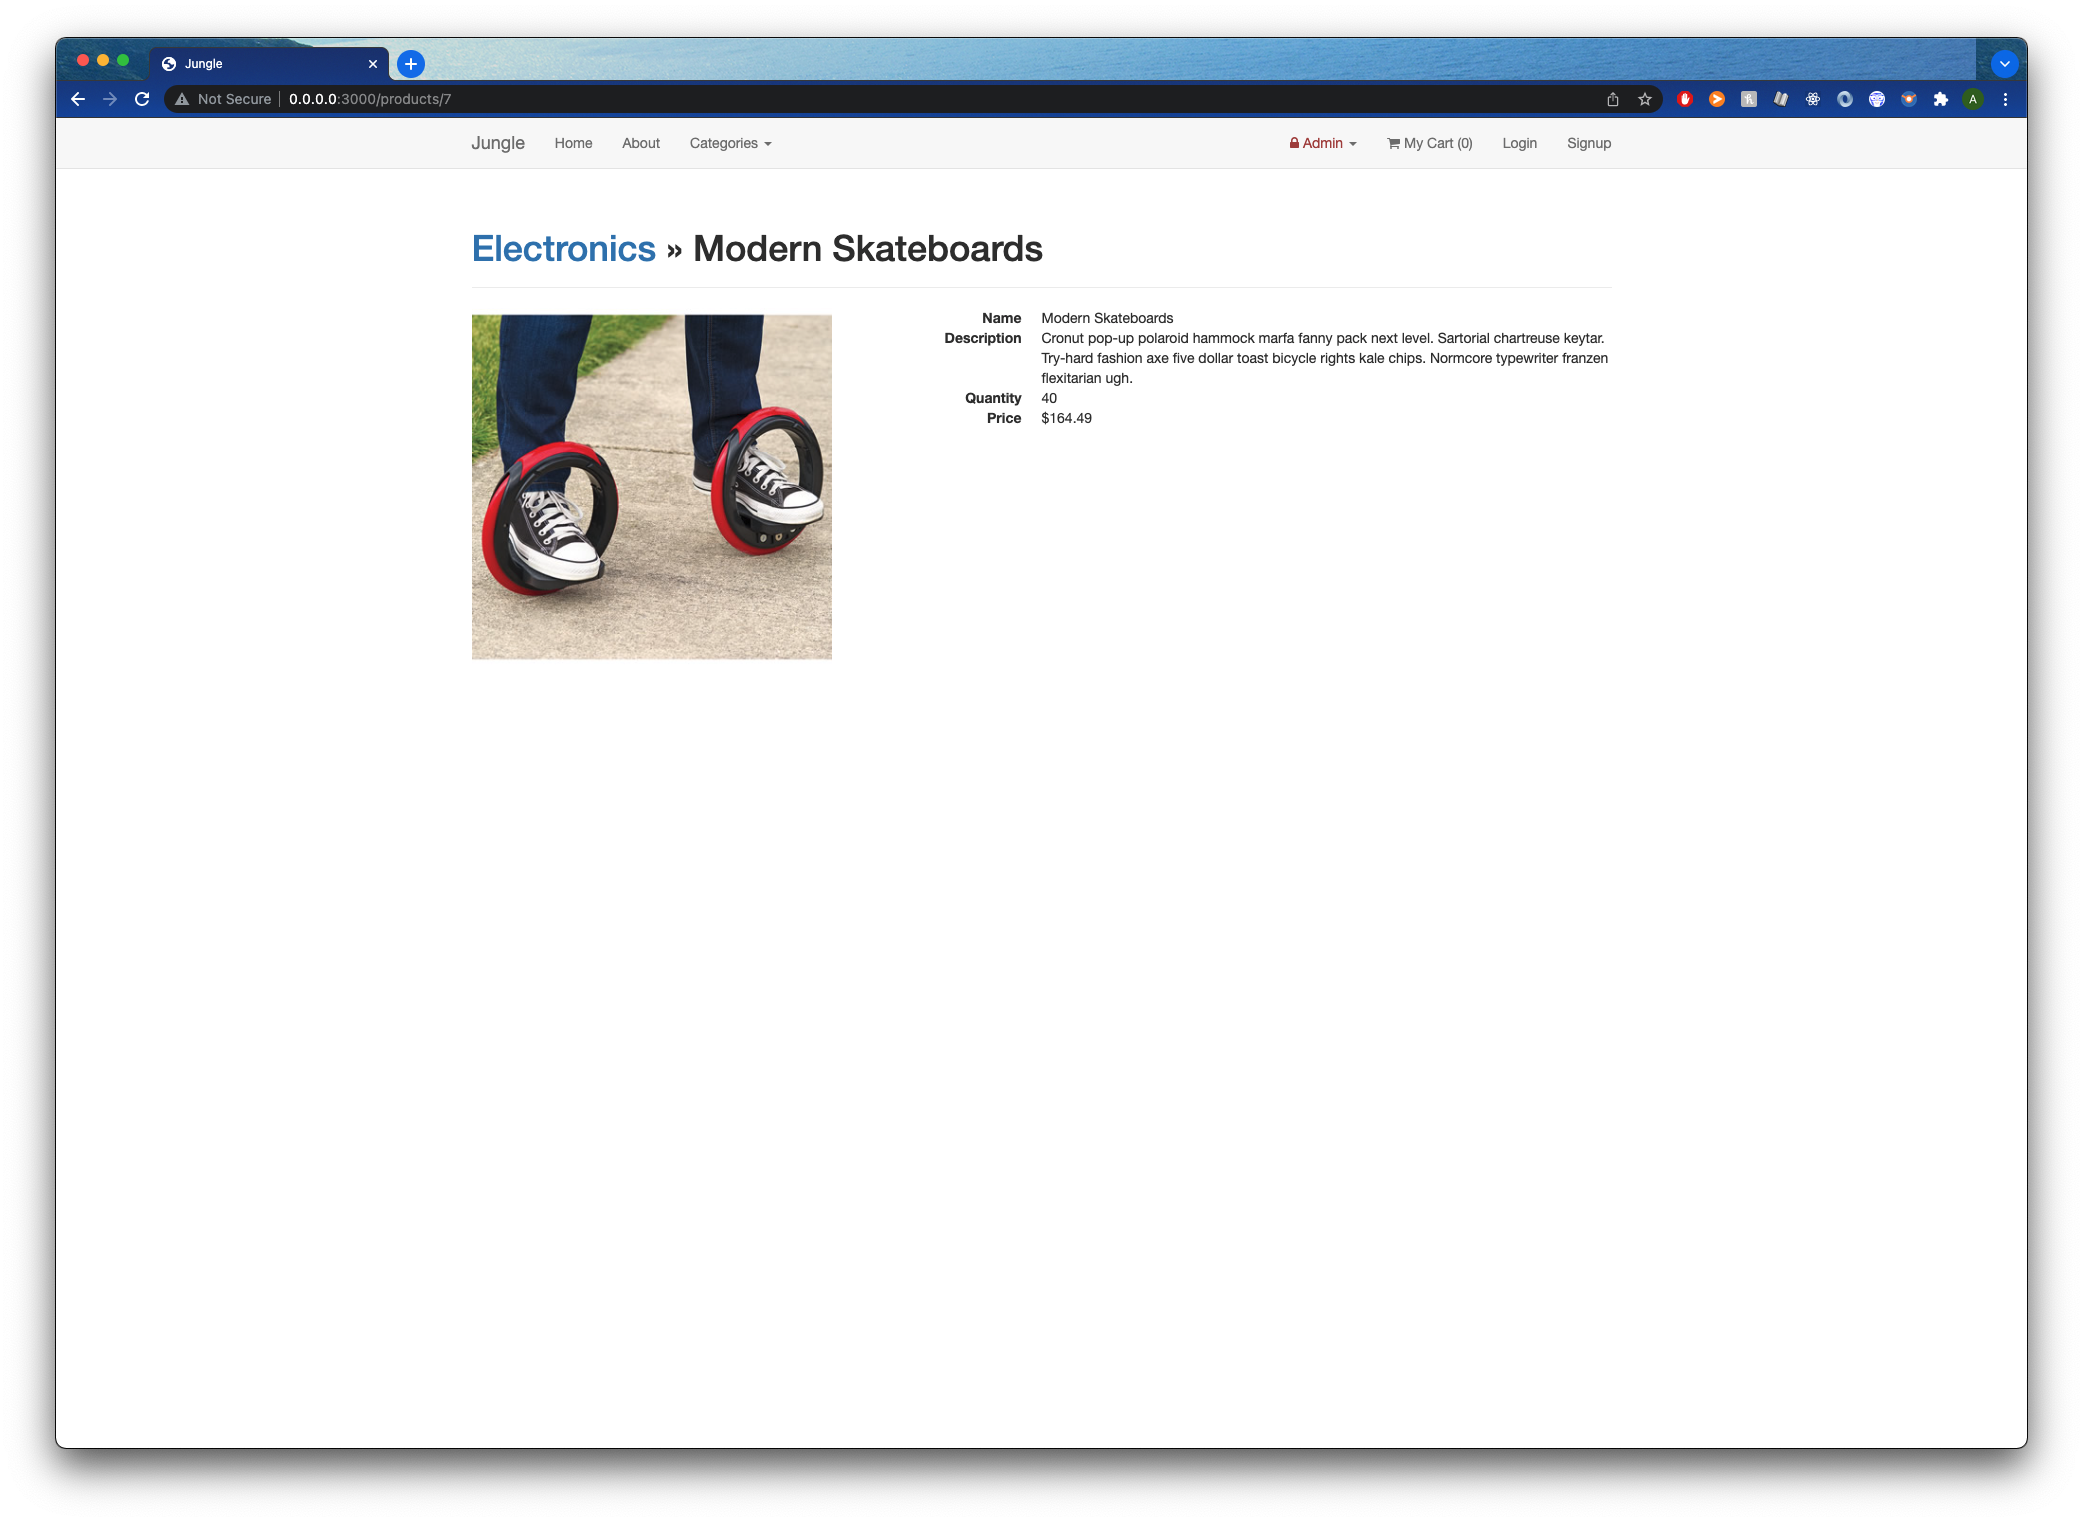 Jungle
Not Secure 0.0.0.0:3000/products/7
A
Jungle Home About Categories Admin My Cart (0) Login Signup
Electronics » Modern Skateboards
Name Modern Skateboards
Description Cronut pop-up polaroid hammock marfa fanny pack next level. Sartorial chartreuse keytar.
Try-hard fashion axe five dollar toast bicycle rights kale chips. Normcore typewriter franzen
flexitarian ugh.
Quantity 40
Price $164.49